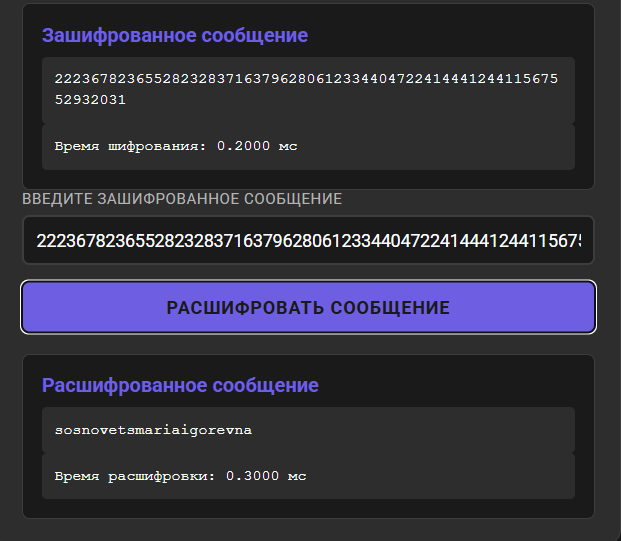 Зашифрованное сообщение
22236782365528232837163796280612334404722414441244115675
52932031
Время шифрования: 0.2000 мс
ВВЕДИТЕ ЗАШИФРОВАННОЕ СООБЩЕНИЕ
22236782365528232837163796280612334404722414441244115675
РАСШИФРОВАТЬ СООБЩЕНИЕ
Расшифрованное сообщение
sosnovetsmariaigorevna
Время расшифровки: 0.3000 мс